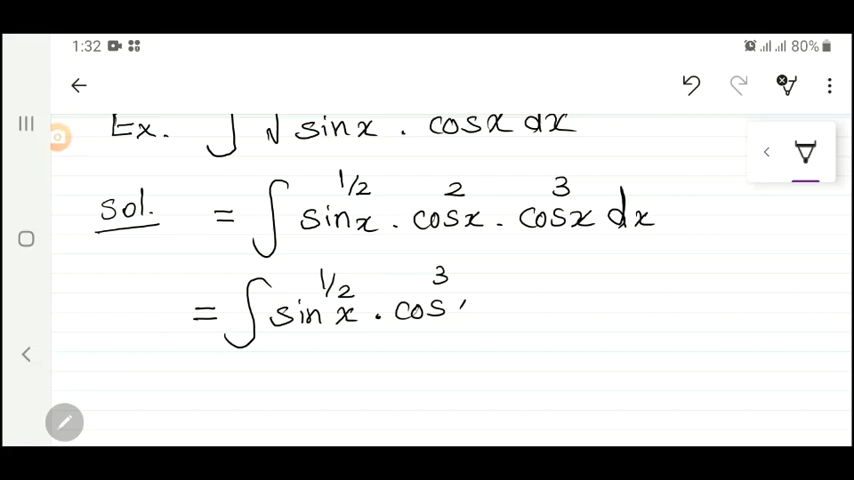 1:32 80%
Ex. ∫ √sinx . cosx dx
Sol. = ∫ sin^{1/2}x . cos^{2}x . cos^{3}x dx
= ∫ sin^{1/2}x . cos^{3}